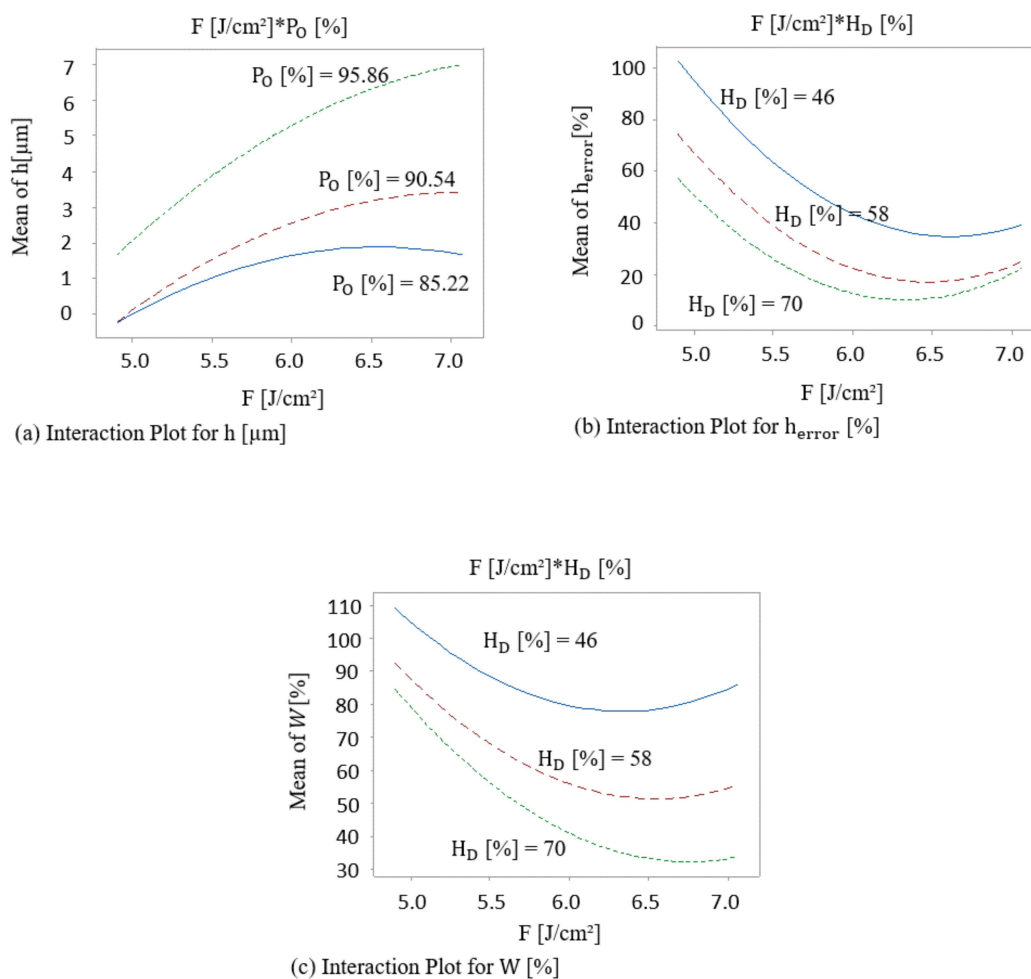 F [J/cm²]*P_O [%]
Mean of h[μm]
7
6
5
4
3
2
1
0
P_O [%] = 95.86
P_O [%] = 90.54
P_O [%] = 85.22
5.0 5.5 6.0 6.5 7.0
F [J/cm²]
(a) Interaction Plot for h [μm]
F [J/cm²]*H_D [%]
Mean of h_error[%]
100
80
60
40
20
0
H_D [%] = 46
H_D [%] = 58
H_D [%] = 70
5.0 5.5 6.0 6.5 7.0
F [J/cm²]
(b) Interaction Plot for h_error [%]
F [J/cm²]*H_D [%]
Mean of W[%]
110
100
90
80
70
60
50
40
30
H_D [%] = 46
H_D [%] = 58
H_D [%] = 70
5.0 5.5 6.0 6.5 7.0
F [J/cm²]
(c) Interaction Plot for W [%]